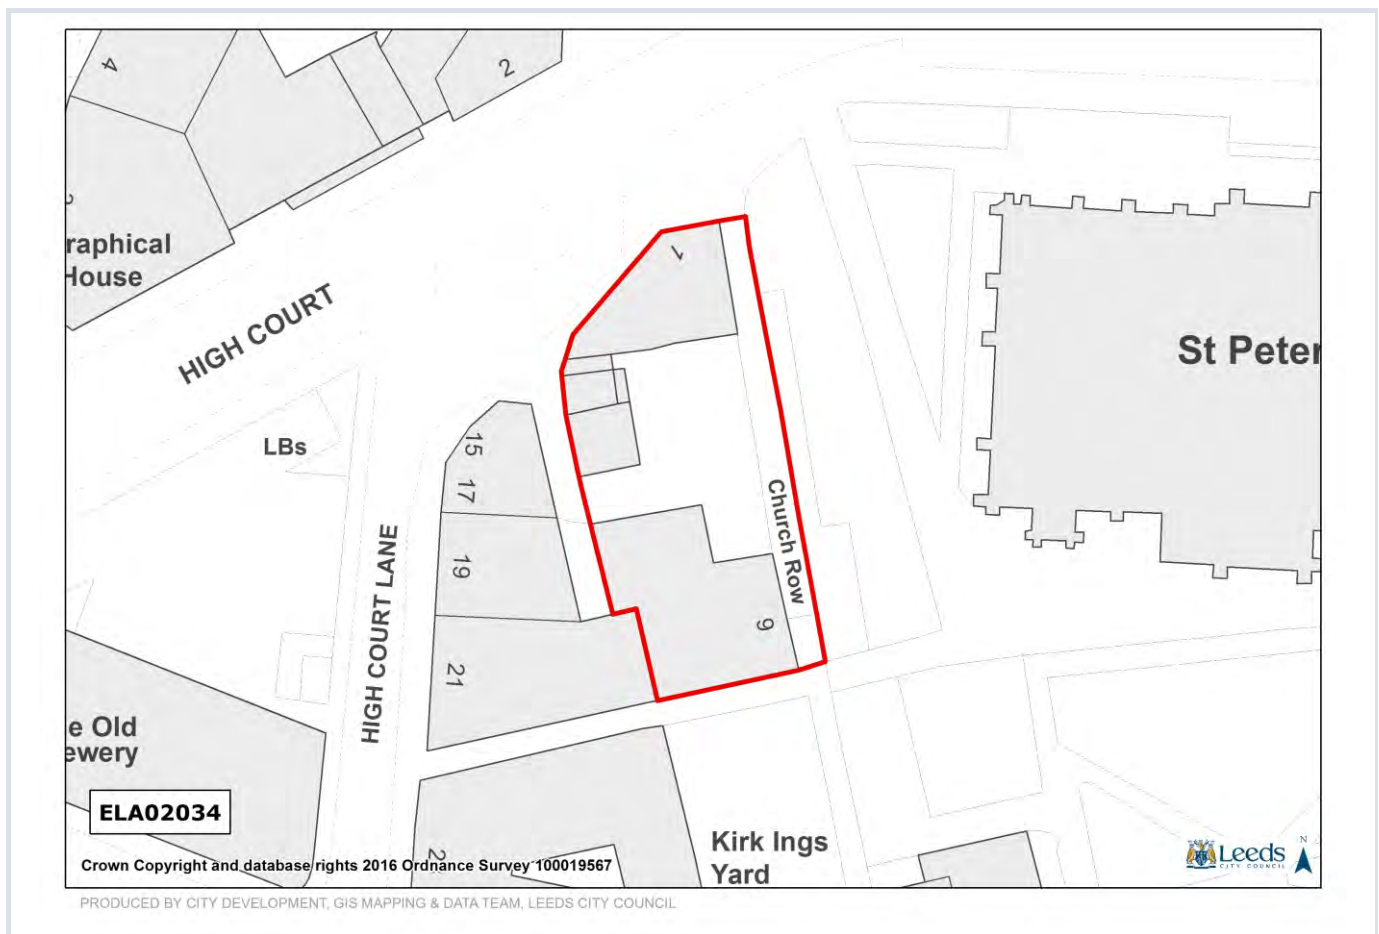 4
2
raphical
House
HIGH COURT
1
St Peter
LBs
15
17
19
21
HIGH COURT LANE
Church Row
9
e Old
ewery
ELA02034
Kirk Ings
Yard
2
Crown Copyright and database rights 2016 Ordnance Survey 100019567
Leeds
CITY COUNCIL
N
PRODUCED BY CITY DEVELOPMENT, GIS MAPPING & DATA TEAM, LEEDS CITY COUNCIL